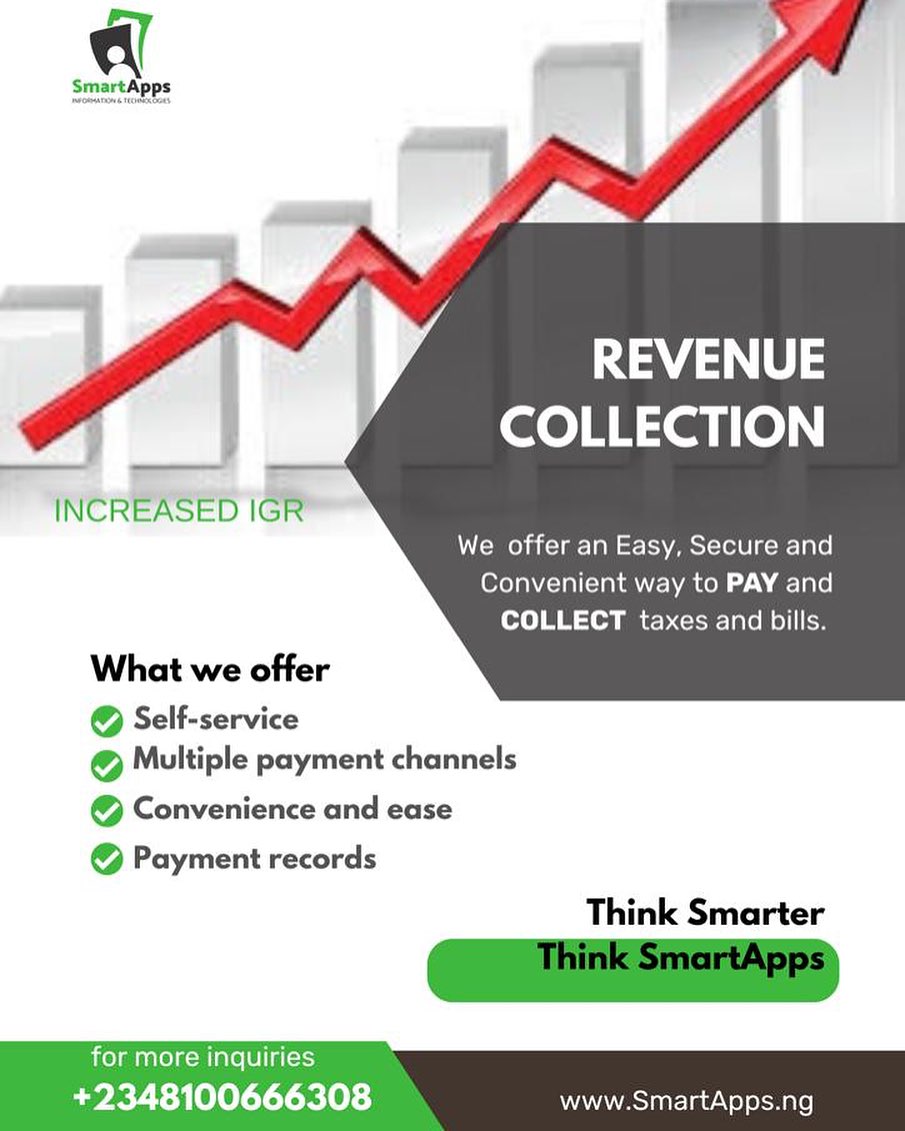 SmartApps
INFORMATION & TECHNOLOGIES
REVENUE
COLLECTION
INCREASED IGR
We offer an Easy, Secure and
Convenient way to PAY and
COLLECT taxes and bills.
What we offer
Self-service
Multiple payment channels
Convenience and ease
Payment records
Think Smarter
Think SmartApps
for more inquiries
+2348100666308
www.SmartApps.ng